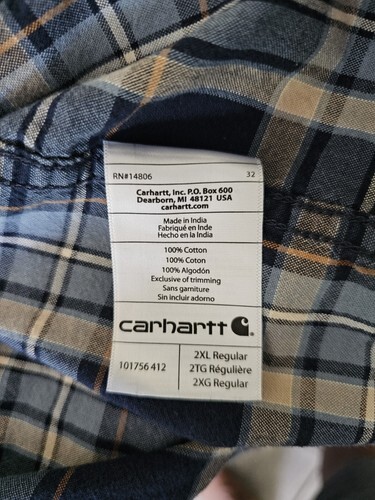 RN#14806 32
Carhartt, Inc. P.O. Box 600
Dearborn, MI 48121 USA
carhartt.com
Made in India
Fabriqué en Inde
Hecho en la India
100% Cotton
100% Coton
100% Algodón
Exclusive of trimming
Sans garniture
Sin incluir adorno
carhartt
101756 412
2XL Regular
2TG Régulière
2XG Regular